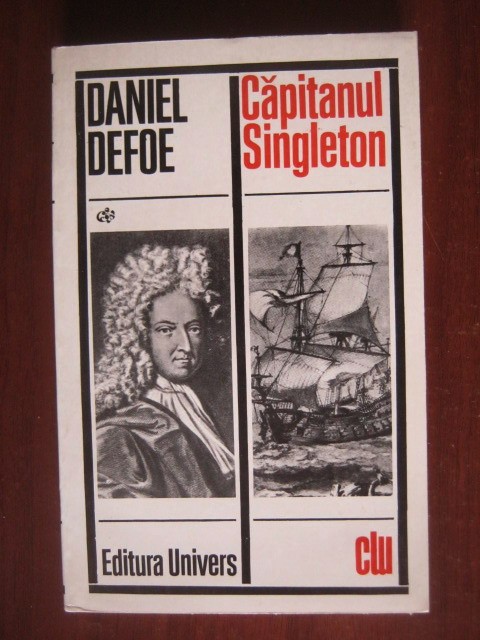 DANIEL
DEFOE
Căpitanul
Singleton
Editura Univers
clu